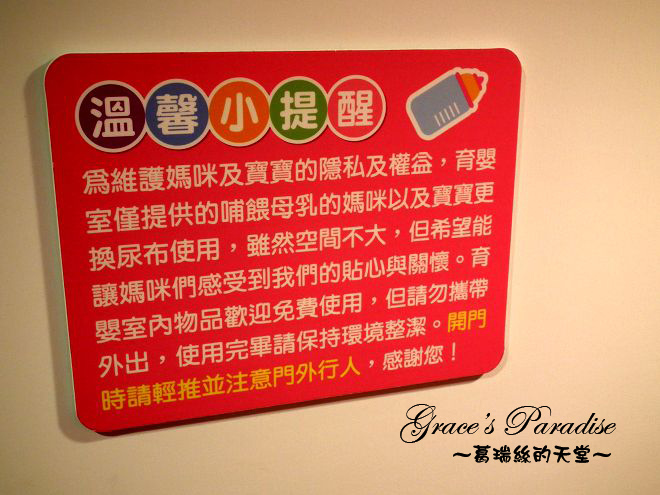 溫馨小提醒
為維護媽咪及寶寶的隱私及權益，育嬰
室僅提供的哺餵母乳的媽咪以及寶寶更
換尿布使用，雖然空間不大，但希望能
讓媽咪們感受到我們的貼心與關懷。育
嬰室內物品歡迎免費使用，但請勿攜帶
外出，使用完畢請保持環境整潔。開門
時請輕推並注意門外行人，感謝您！
Grace's Paradise
～葛瑞絲的天堂～